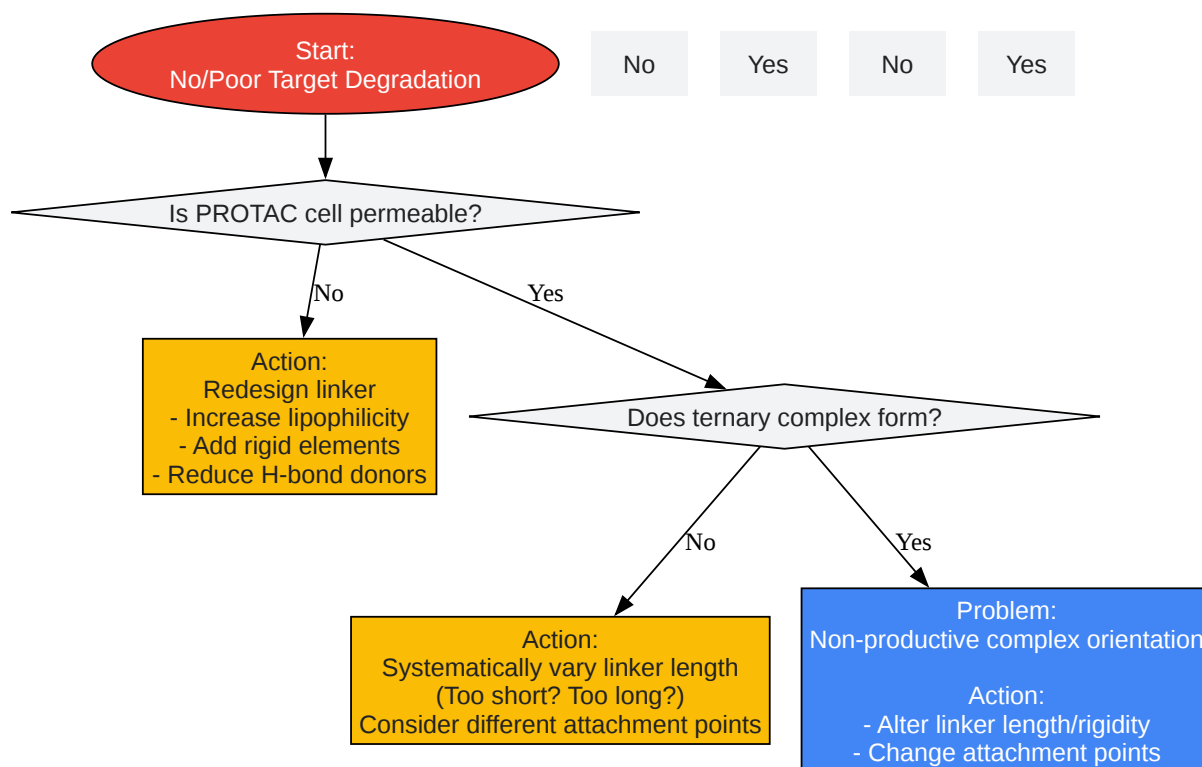 Start:
No/Poor Target Degradation
No
Yes
No
Yes
Is PROTAC cell permeable?
No
Yes
Action:
Redesign linker
- Increase lipophilicity
- Add rigid elements
- Reduce H-bond donors
Does ternary complex form?
No
Yes
Action:
Systematically vary linker length
(Too short? Too long?)
Consider different attachment points
Problem:
Non-productive complex orientation
Action:
- Alter linker length/rigidity
- Change attachment points